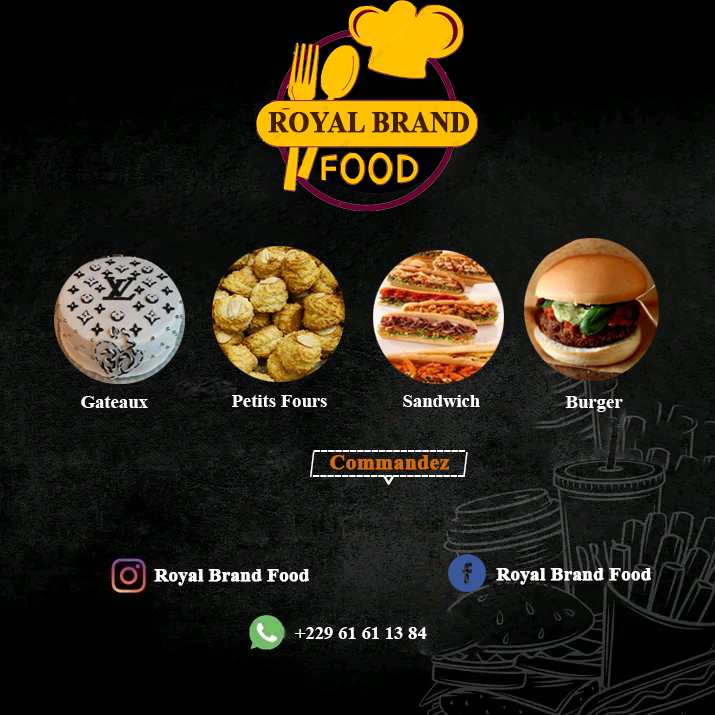 ROYAL BRAND
FOOD
LV
Gateaux
Petits Fours
Sandwich
Burger
Commandez
Royal Brand Food
Royal Brand Food
+229 61 61 13 84